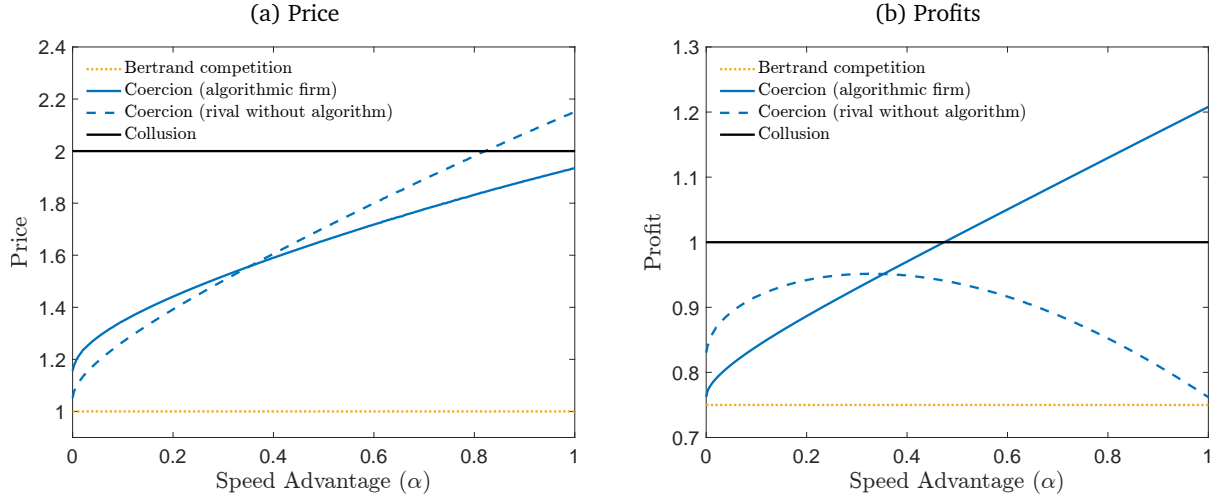 (a) Price
2.4
2.2
2
1.8
1.6
1.4
1.2
1
Price
Bertrand competition
Coercion (algorithmic firm)
Coercion (rival without algorithm)
Collusion
0 0.2 0.4 0.6 0.8 1
Speed Advantage (α)
(b) Profits
1.3
1.2
1.1
1
0.9
0.8
0.7
Profit
Bertrand competition
Coercion (algorithmic firm)
Coercion (rival without algorithm)
Collusion
0 0.2 0.4 0.6 0.8 1
Speed Advantage (α)